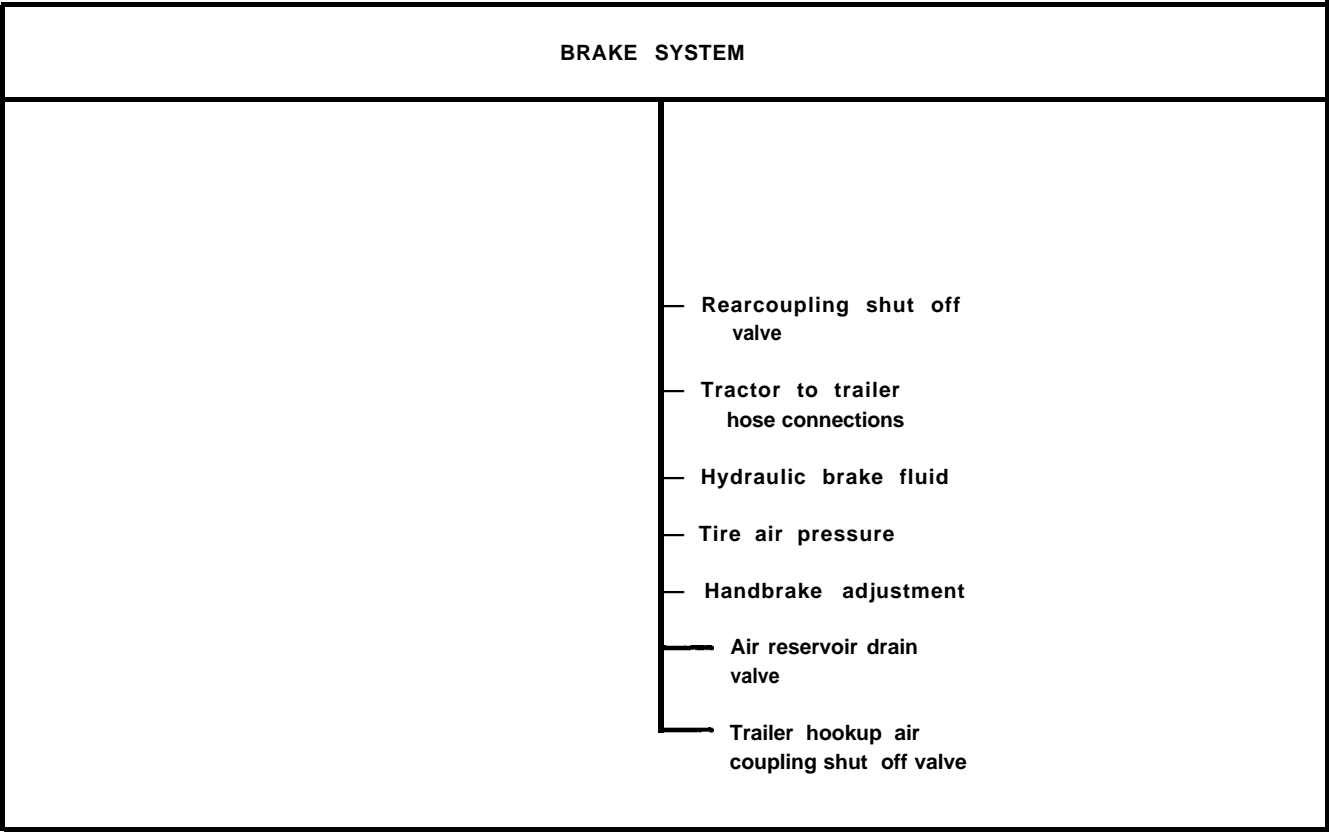 BRAKE SYSTEM
Rearcoupling shut off
valve
Tractor to trailer
hose connections
Hydraulic brake fluid
Tire air pressure
Handbrake adjustment
Air reservoir drain
valve
Trailer hookup air
coupling shut off valve